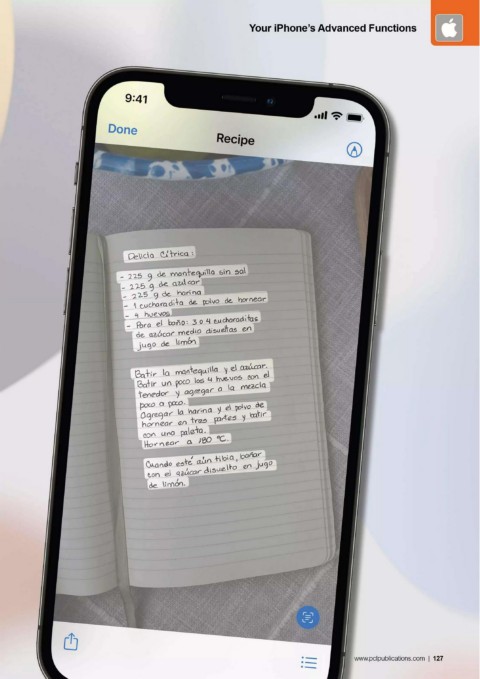 Your iPhone's Advanced Functions
9:41
Done
Recipe
Delicia Cítrica:
- 225 g de mantequilla sin sal
- 225 g de azúcar
- 225 g de harina
- 1 cucharadita de polvo de hornear
- 4 huevos
- Para el baño: 3 o 4 cucharaditas
de azúcar medio disueltas en
jugo de limón
Batir la mantequilla y el azúcar.
Batir un poco los 4 huevos con el
tenedor y agregar a la mezcla
poco a poco.
Agregar la harina y el polvo de
hornear en tres partes y batir
con una paleta.
Hornear a 180 °C.
Cuando esté aún tibia, bañar
con el azúcar disuelto en jugo
de limón.
www.pclpublications.com | 127